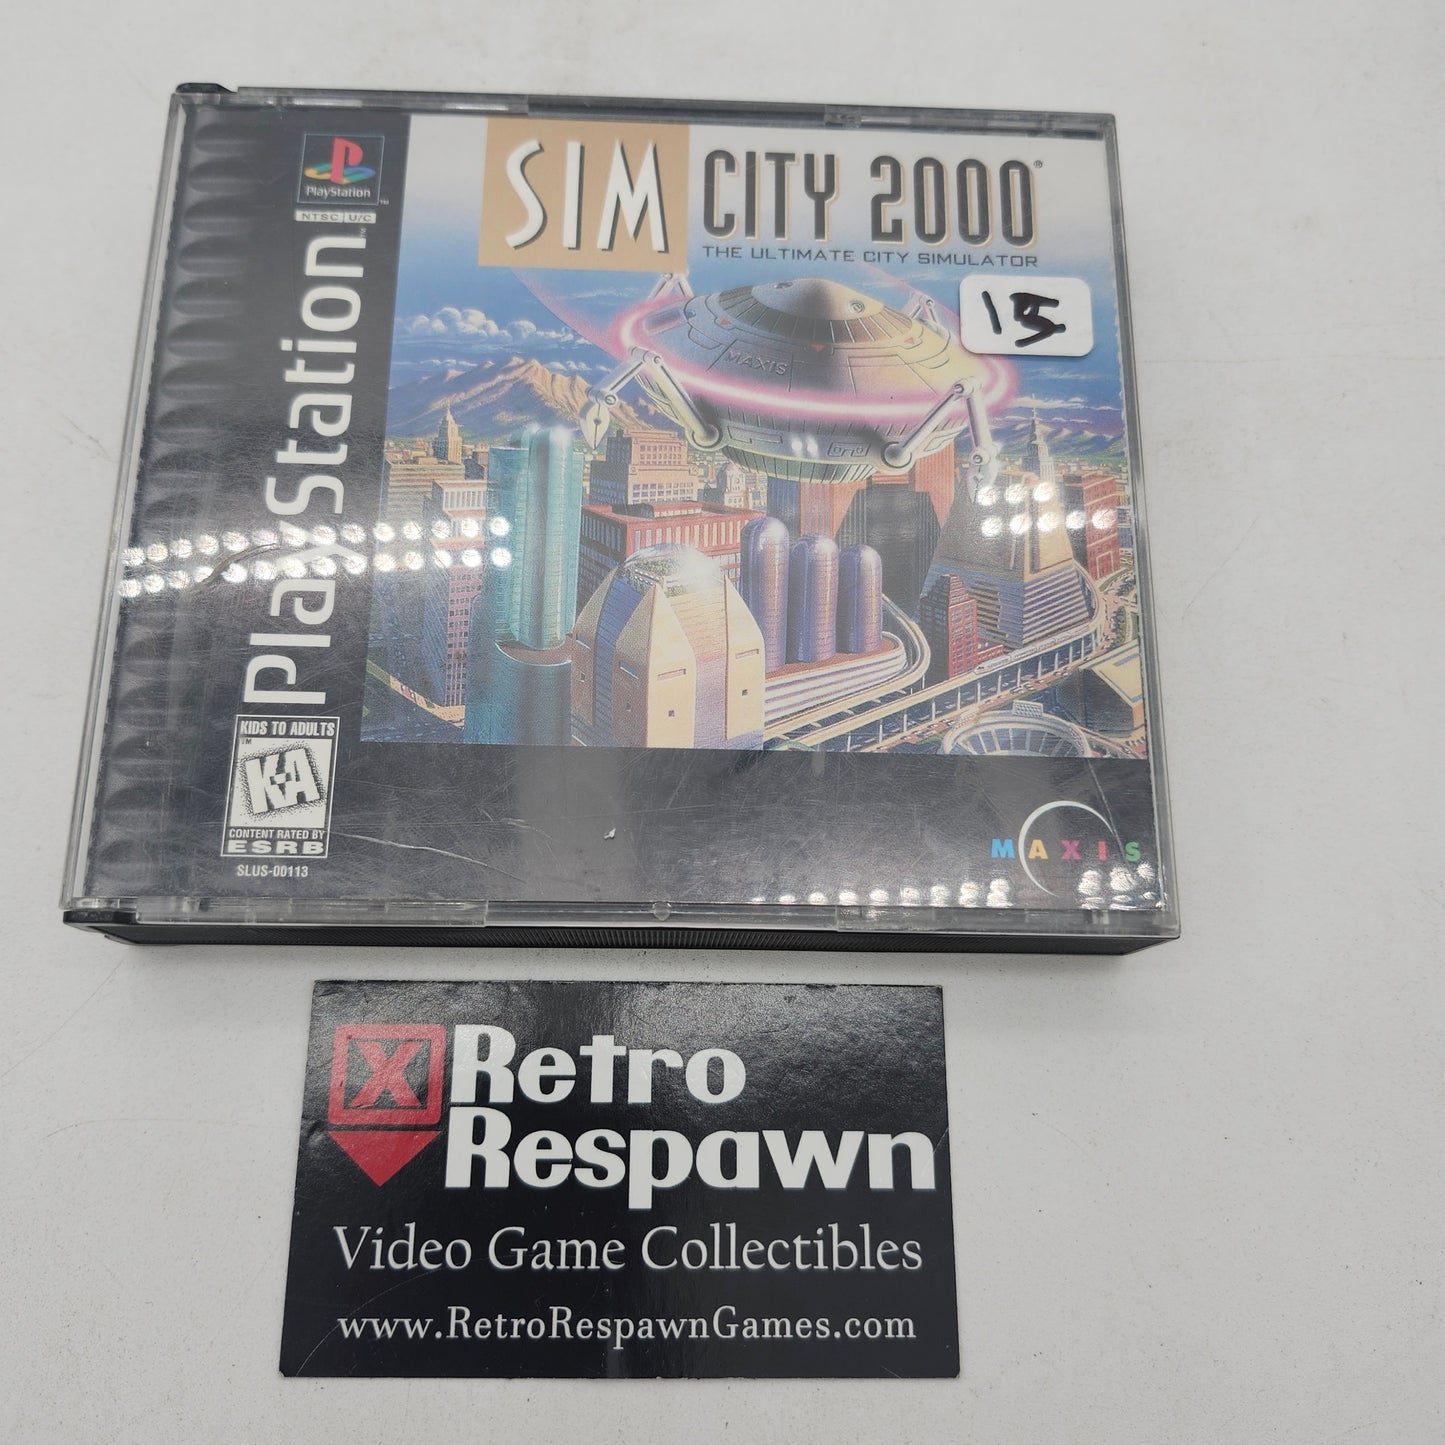 PlayStation
NTSC U/C
PlayStation
SIM CITY 2000®
THE ULTIMATE CITY SIMULATOR
15
MAXIS
KIDS TO ADULTS
K-A
CONTENT RATED BY
ESRB
SLUS-00113
MAXIS
Retro
Respawn
Video Game Collectibles
www.RetroRespawnGames.com